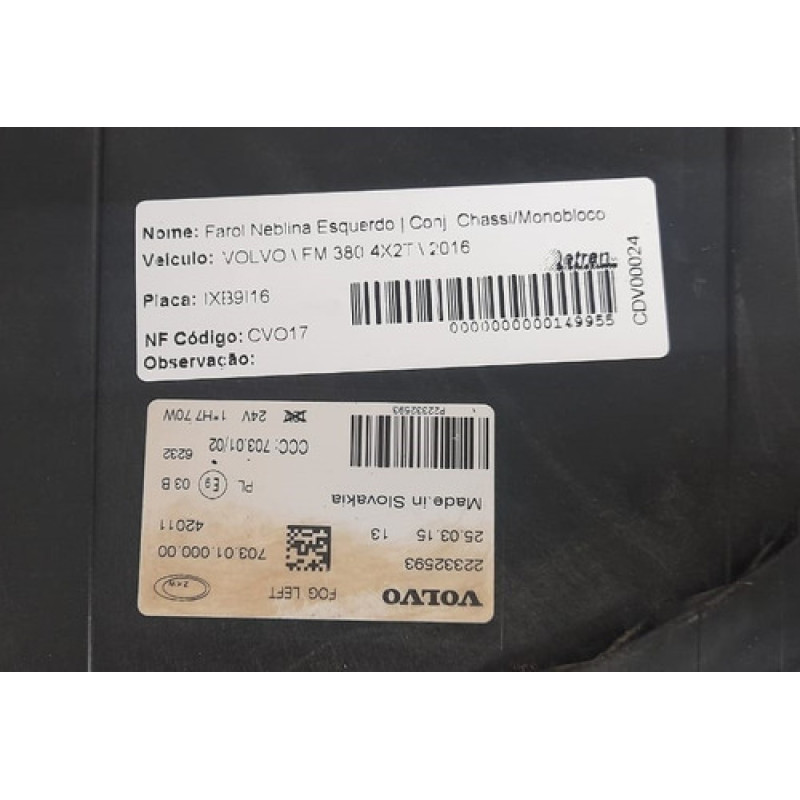 Nome: Farol Neblina Esquerdo | Conj Chassi/Monobloco
Veiculo: VOLVO \ FM 380 4X2T \ 2016
Placa: IXB9I16
0000000000149955
CDV00024
NF Código: CVO17
Observação:
VOLVO FOG LEFT
22332593 703.01.000.00
25.03.15 13 42011
Made in Slovakia PL E9 03 B
CCC: 703.01/02 6232
P22332593 24V 1*H7 70W